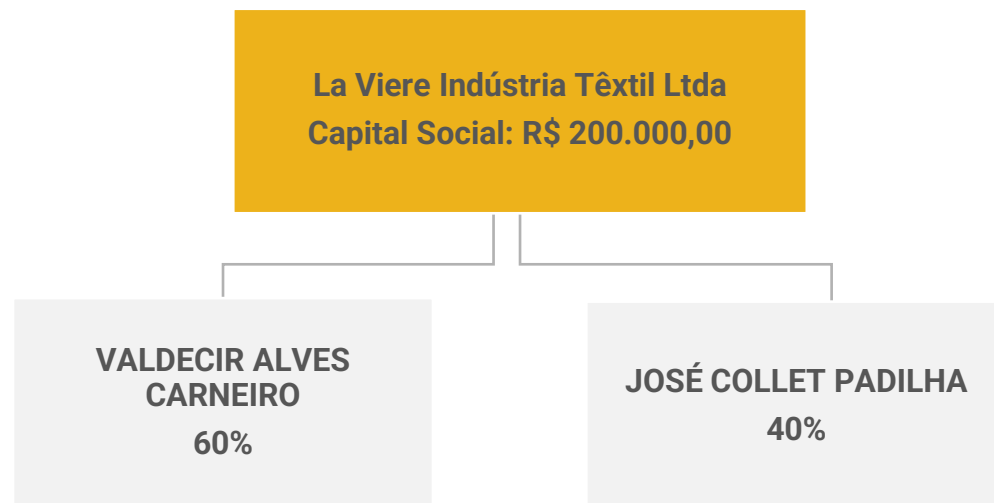 La Viere Indústria Têxtil Ltda
Capital Social: R$ 200.000,00
VALDECIR ALVES
CARNEIRO
60%
JOSÉ COLLET PADILHA
40%